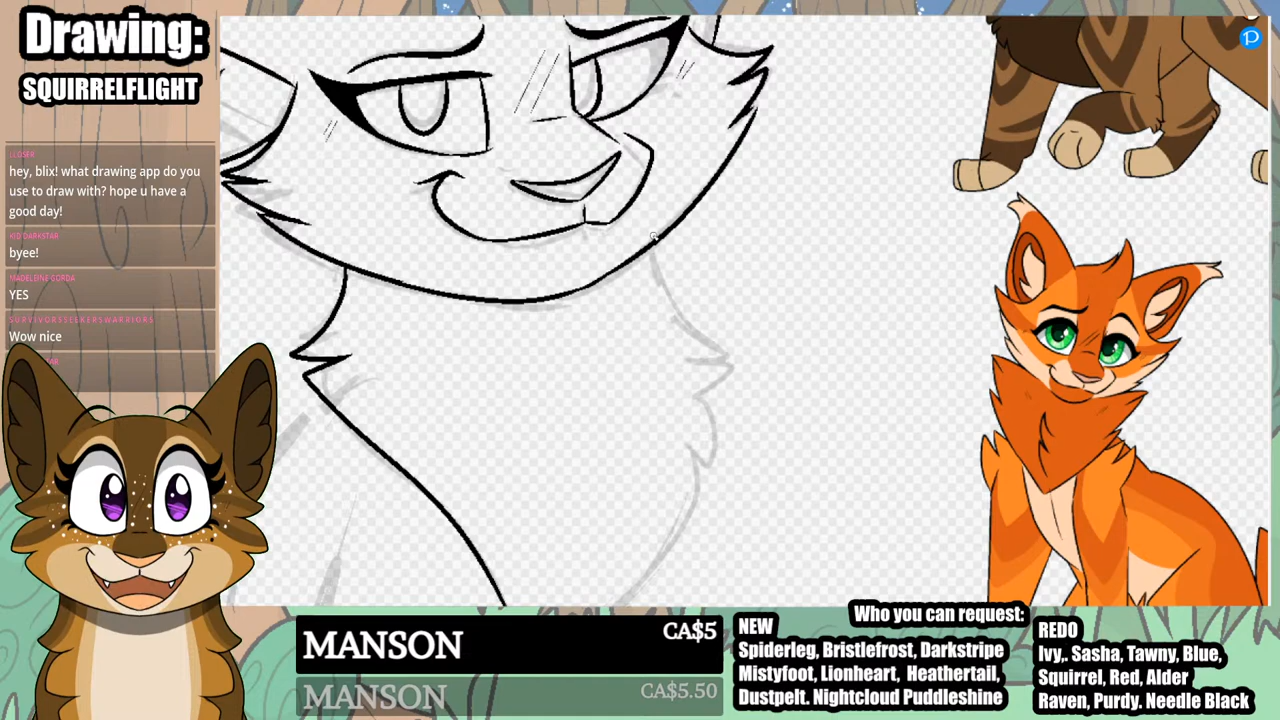 Drawing:
SQUIRRELFLIGHT
LLOSER
hey, blix! what drawing app do you
use to draw with? hope u have a
good day!
KID DARKSTAR
byee!
MADELEINE GORDA
YES
SURVIVORSSEEKERSWARRIORS
Wow nice
MANSON
CA$5
MANSON
CA$5.50
Who you can request:
NEW
Spiderleg, Bristlefrost, Darkstripe
Mistyfoot, Lionheart, Heathertail,
Dustpelt. Nightcloud Puddleshine
REDO
Ivy,. Sasha, Tawny, Blue,
Squirrel, Red, Alder
Raven, Purdy. Needle Black